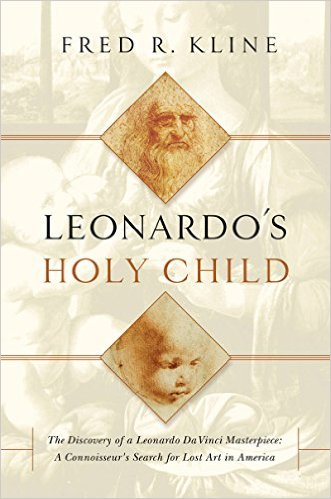 FRED R. KLINE
LEONARDO'S
HOLY CHILD
The Discovery of a Leonardo DaVinci Masterpiece:
A Connoisseur's Search for Lost Art in America